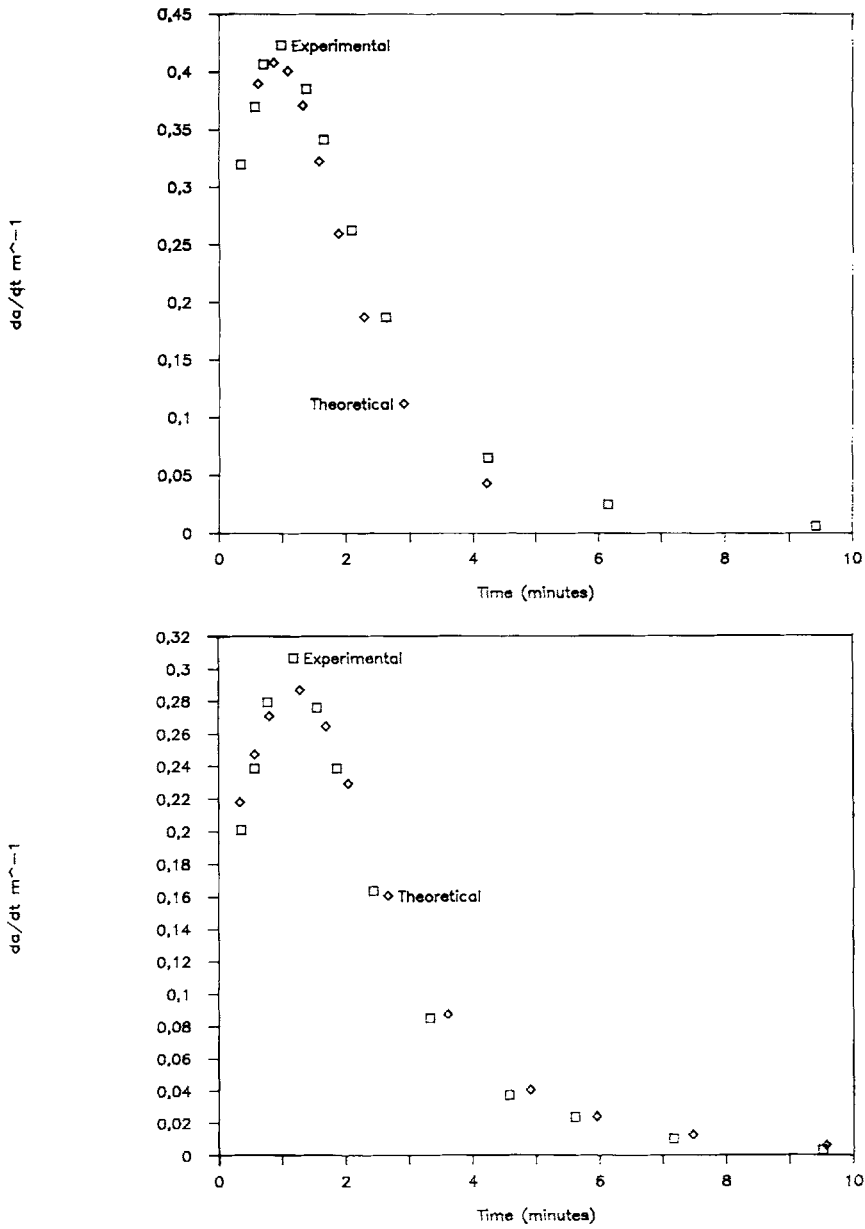 0,45
Experimental
0,4
0,35
0,3
0,25
0,2
0,15
Theoretical
0,1
0,05
0
0 2 4 6 8 10
Time (minutes)
da/dt m^-1
0,32
0,3
Experimental
0,28
0,26
0,24
0,22
0,2
0,18
0,16
Theoretical
0,14
0,12
0,1
0,08
0,06
0,04
0,02
0
0 2 4 6 8 10
Time (minutes)
da/dt m^-1